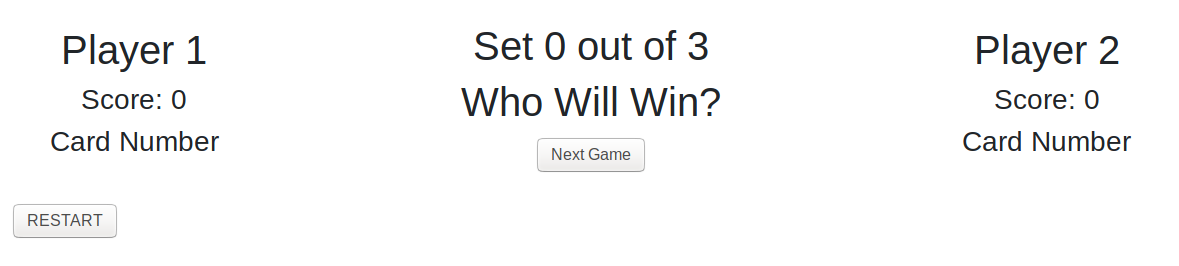 Player 1
Score: 0
Card Number
Set 0 out of 3
Who Will Win?
Next Game
Player 2
Score: 0
Card Number
RESTART